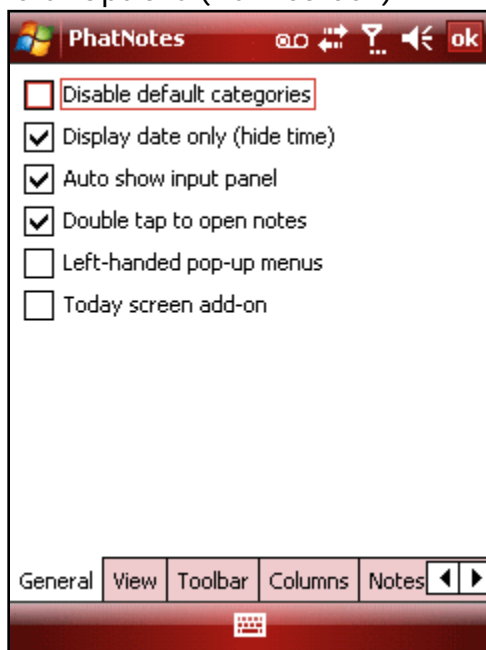 PhatNotes ok
Disable default categories
Display date only (hide time)
Auto show input panel
Double tap to open notes
Left-handed pop-up menus
Today screen add-on
General View Toolbar Columns Notes